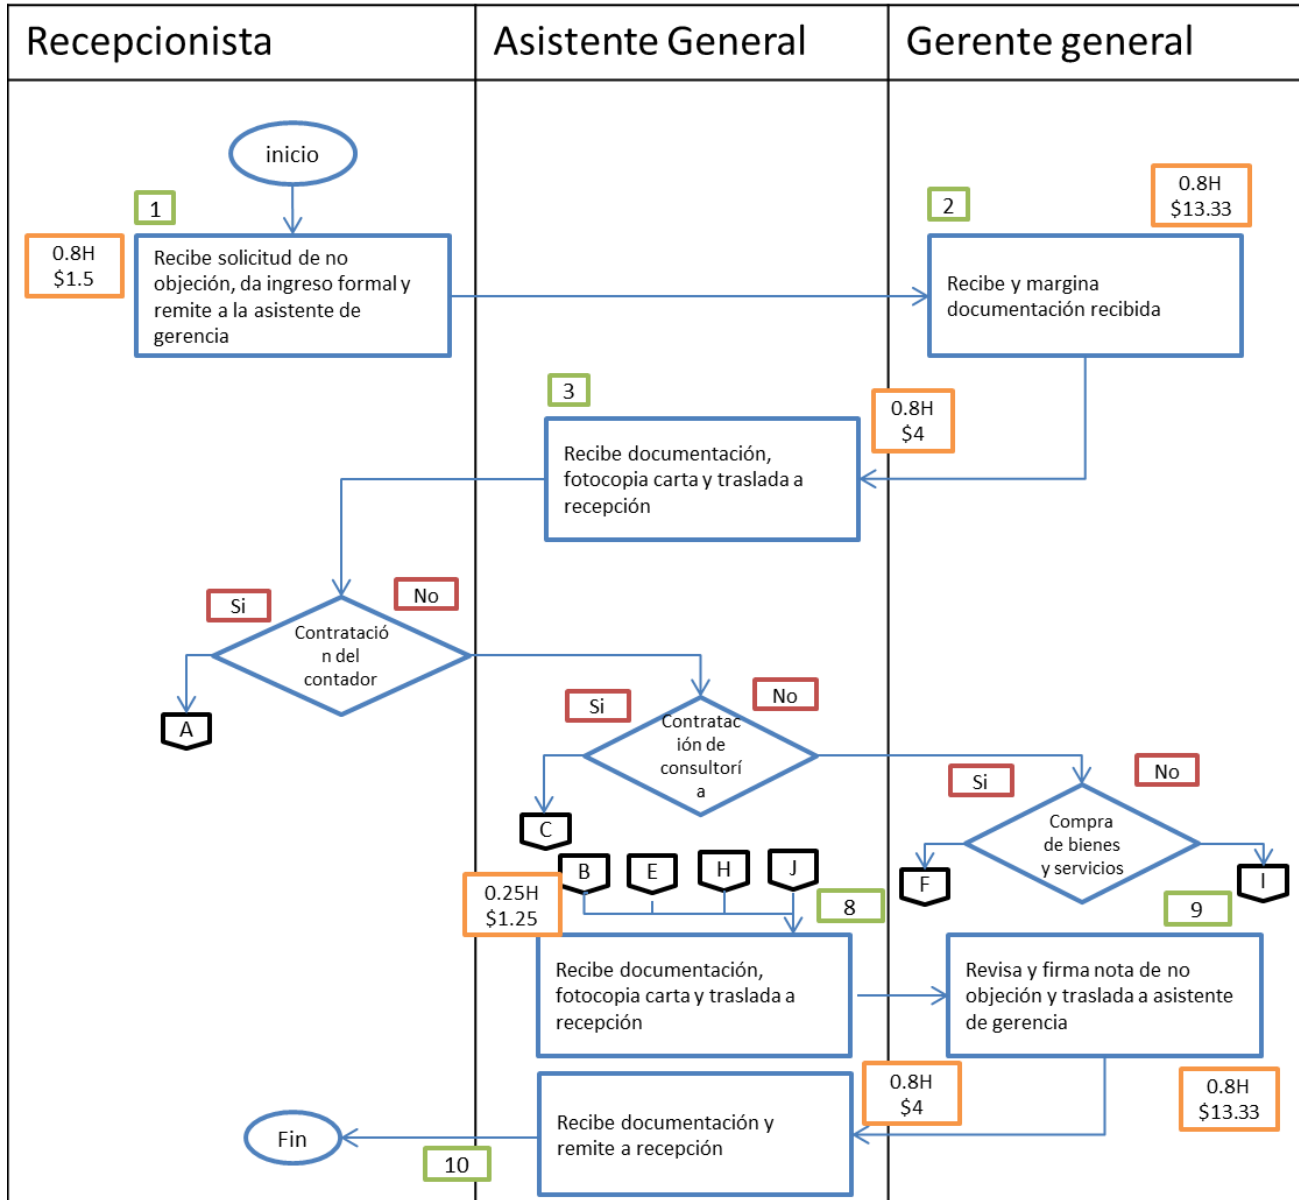 Recepcionista
Asistente General
Gerente general
inicio
1
0.8H
$1.5
Recibe solicitud de no
objeción, da ingreso formal y
remite a la asistente de
gerencia
2
0.8H
$13.33
Recibe y margina
documentación recibida
3
0.8H
$4
Recibe documentación,
fotocopia carta y traslada a
recepción
Si
No
Contratació
n del
contador
A
Si
No
Contratac
ión de
consultorí
a
C
Si
No
Compra
de bienes
y servicios
F
I
B
E
H
J
0.25H
$1.25
8
Recibe documentación,
fotocopia carta y traslada a
recepción
9
Revisa y firma nota de no
objeción y traslada a asistente
de gerencia
0.8H
$13.33
0.8H
$4
Recibe documentación y
remite a recepción
10
Fin